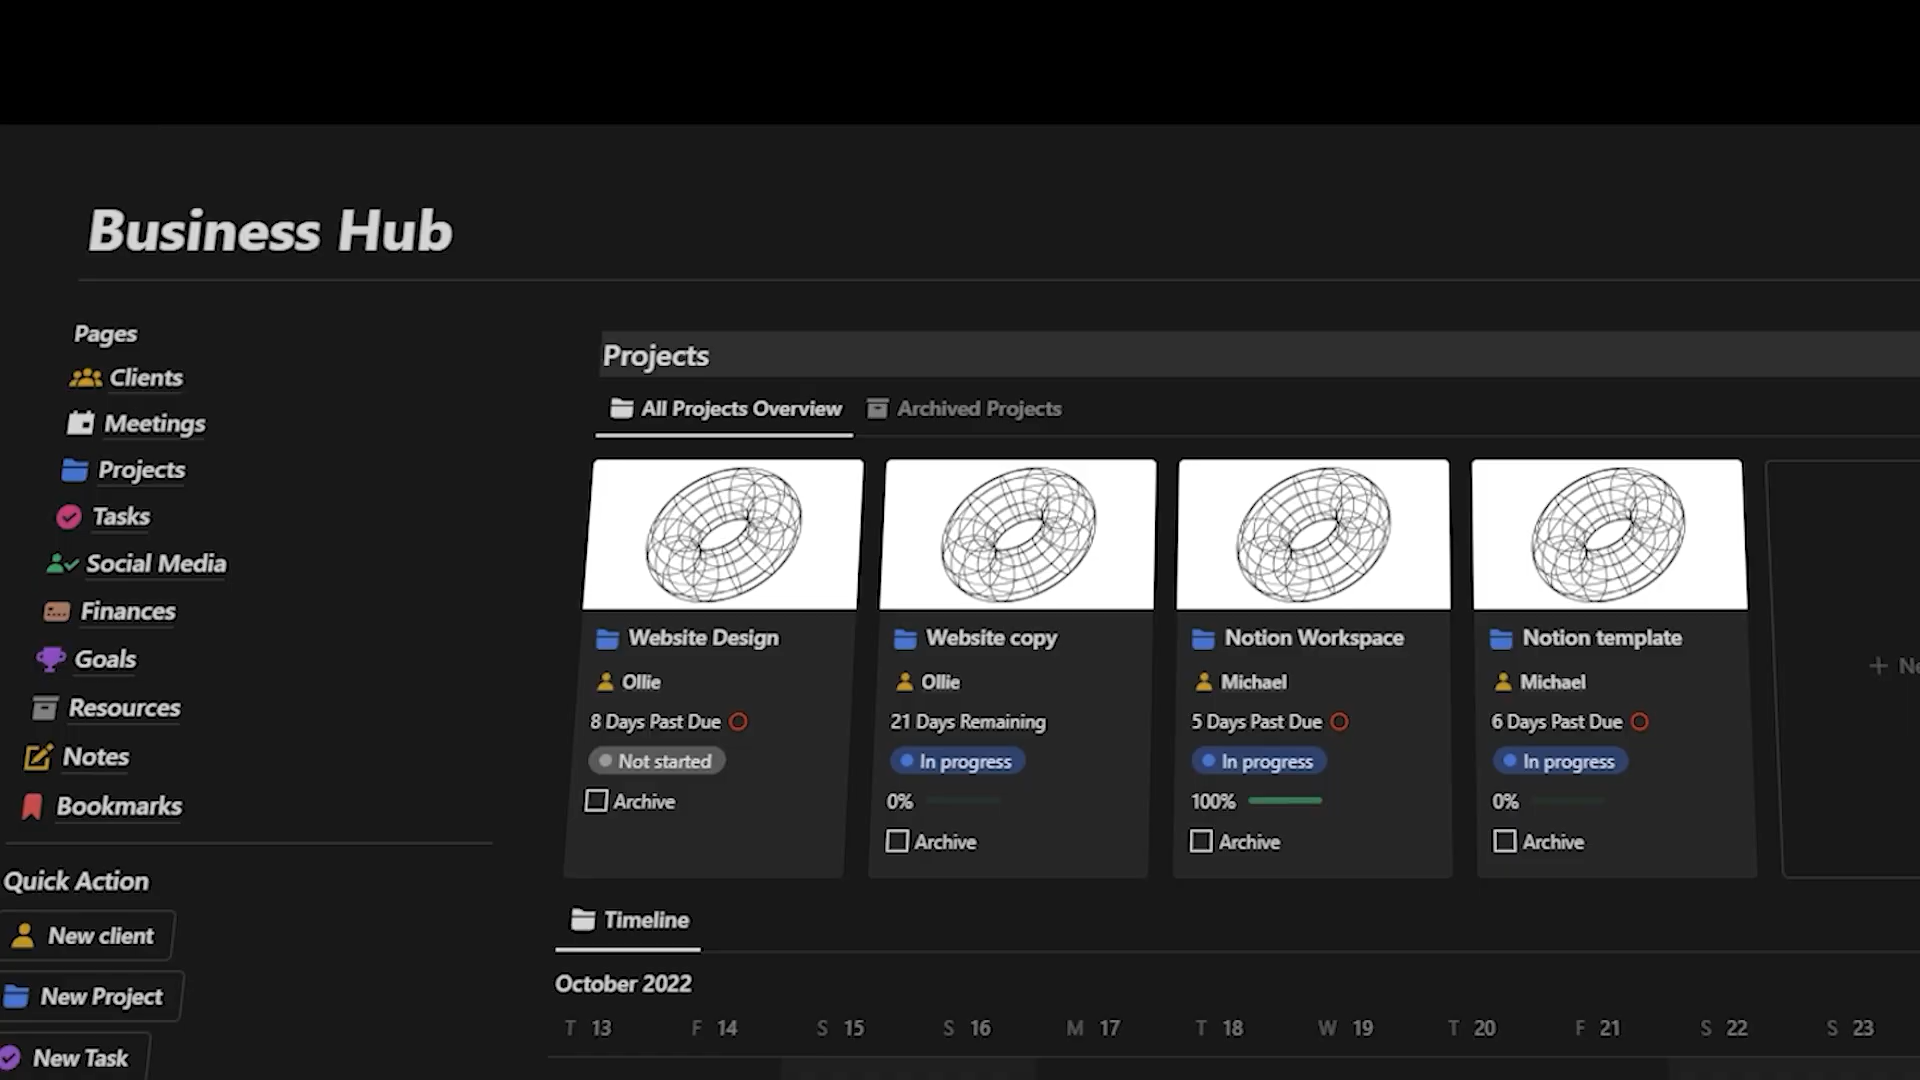 Business Hub
Pages
Clients
Meetings
Projects
Tasks
Social Media
Finances
Goals
Resources
Notes
Bookmarks
Quick Action
New client
New Project
New Task
Projects
All Projects Overview
Archived Projects
Website Design
Ollie
8 Days Past Due
Not started
Archive
Website copy
Ollie
21 Days Remaining
In progress
0%
Archive
Notion Workspace
Michael
5 Days Past Due
In progress
100%
Archive
Notion template
Michael
6 Days Past Due
In progress
0%
Archive
Timeline
October 2022
T 13 F 14 S 15 S 16 M 17 T 18 W 19 T 20 F 21 S 22 S 23